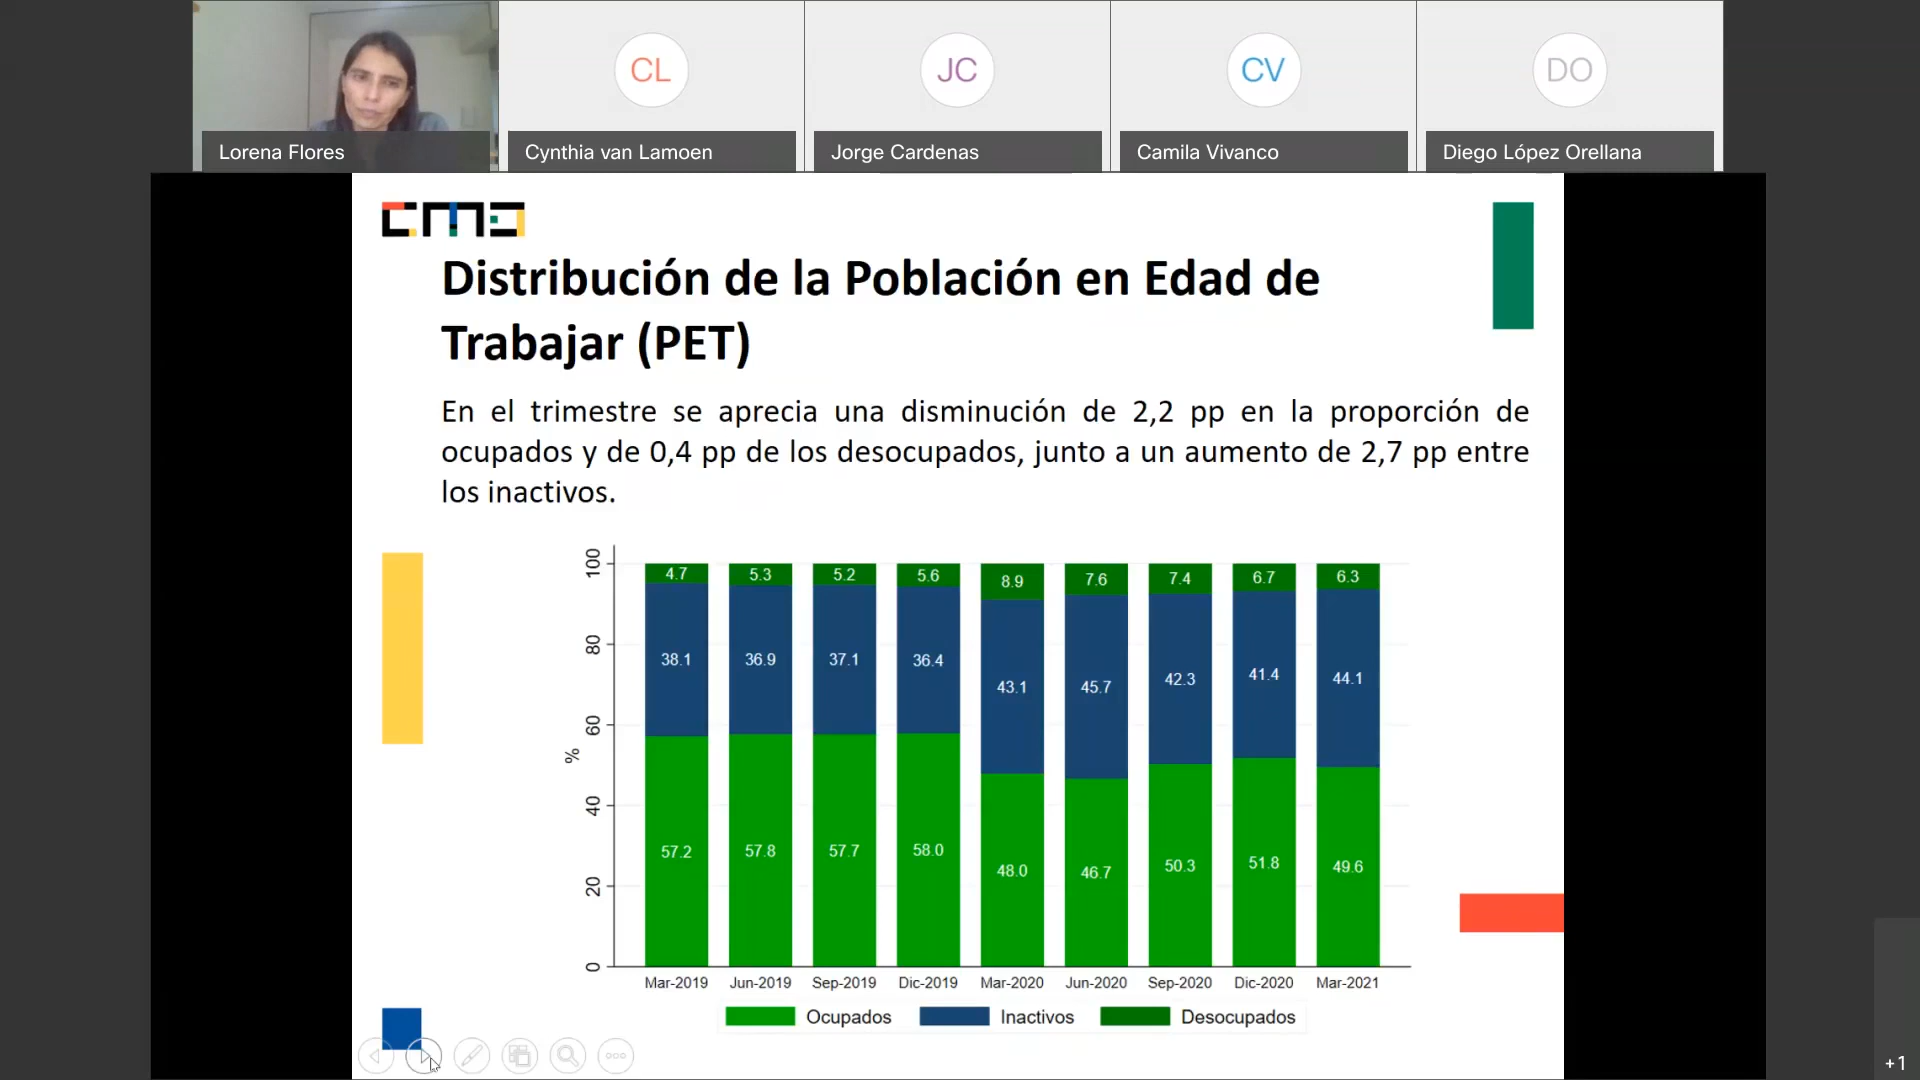 CL
JC
CV
DO
Lorena Flores
Cynthia van Lamoen
Jorge Cardenas
Camila Vivanco
Diego López Orellana
Distribución de la Población en Edad de
Trabajar (PET)
En el trimestre se aprecia una disminución de 2,2 pp en la proporción de
ocupados y de 0,4 pp de los desocupados, junto a un aumento de 2,7 pp entre
los inactivos.
100
80
60
40
20
0
%
4.7 5.3 5.2 5.6 8.9 7.6 7.4 6.7 6.3
38.1 36.9 37.1 36.4 43.1 45.7 42.3 41.4 44.1
57.2 57.8 57.7 58.0 48.0 46.7 50.3 51.8 49.6
Mar-2019 Jun-2019 Sep-2019 Dic-2019 Mar-2020 Jun-2020 Sep-2020 Dic-2020 Mar-2021
Ocupados Inactivos Desocupados
+1